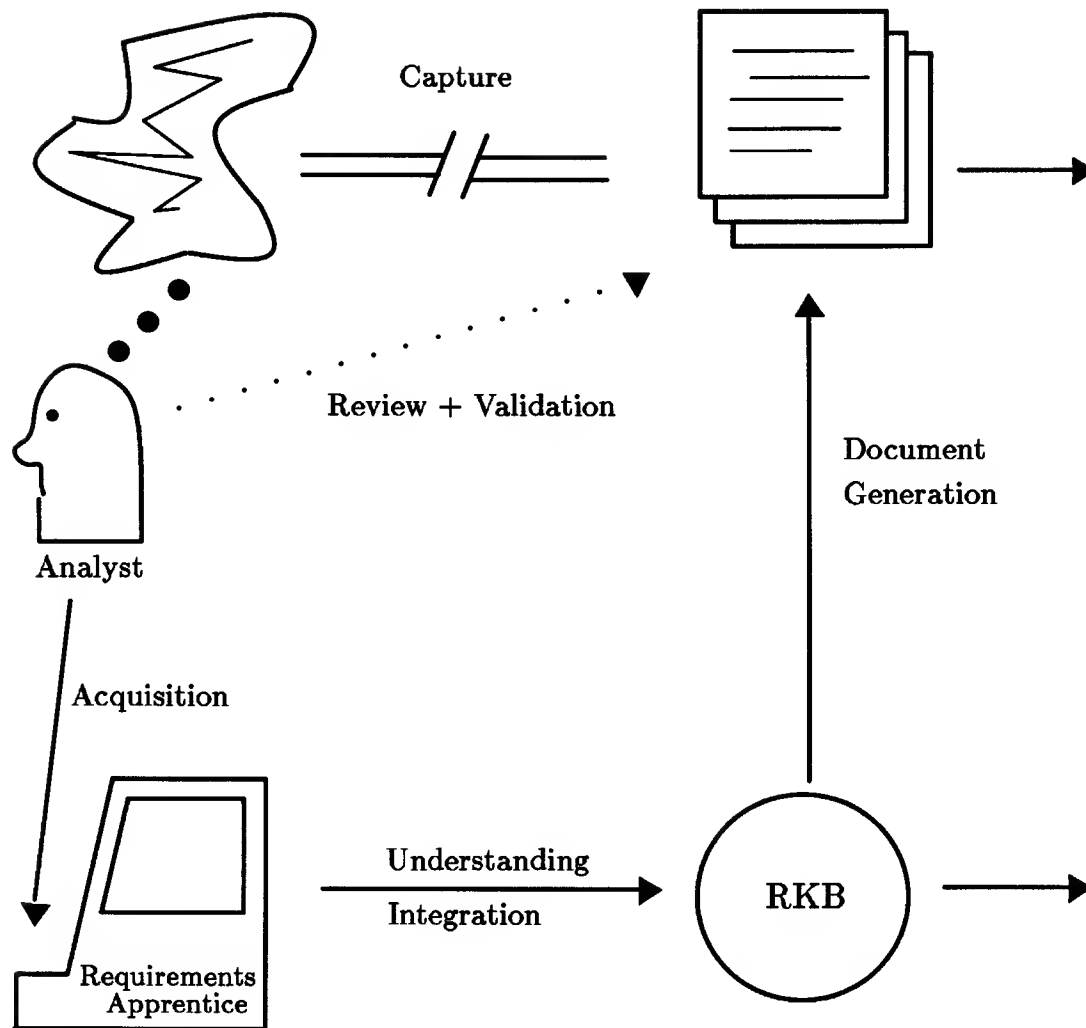 Capture
Review + Validation
Document
Generation
Analyst
Acquisition
Understanding
Integration
RKB
Requirements
Apprentice